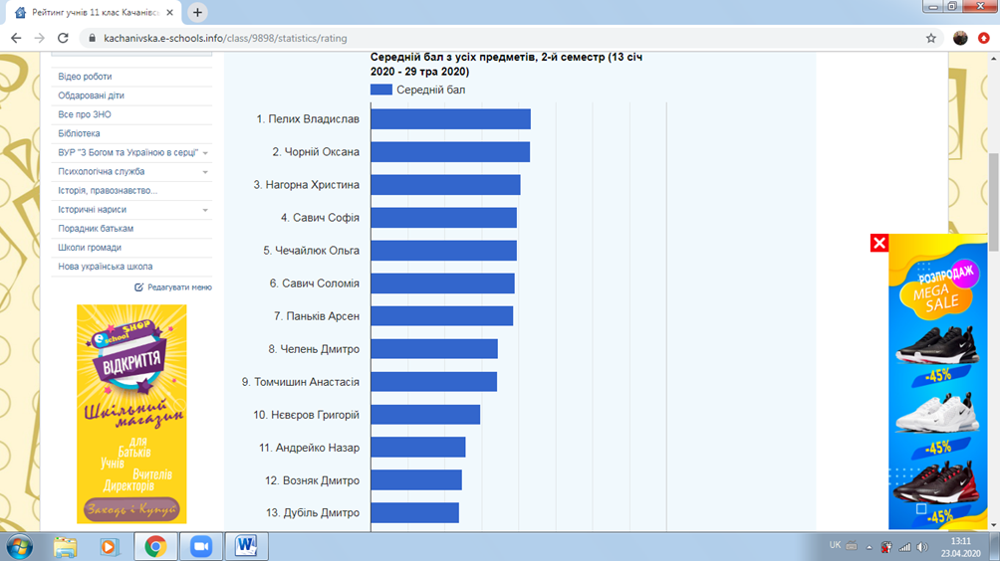 Рейтинг учнів 11 клас Качанівсь
kachanivska.e-schools.info/class/9898/statistics/rating
Відео роботи
Обдаровані діти
Все про ЗНО
Бібліотека
ВУР "З Богом та Україною в серці"
Психологічна служба
Історія, правознавство...
Історичні нариси
Порадник батькам
Школи громади
Нова українська школа
Редагувати меню
e-school SHOP
ВІДКРИТТЯ
Шкільний
магазин
для
Батьків
Учнів
Вчителів
Директорів
Заходь і Купуй
Середній бал з усіх предметів, 2-й семестр (13 січ
2020 - 29 тра 2020)
Середній бал
1. Пелих Владислав
2. Чорній Оксана
3. Нагорна Христина
4. Савич Софія
5. Чечайлюк Ольга
6. Савич Соломія
7. Паньків Арсен
8. Челень Дмитро
9. Томчишин Анастасія
10. Нєвєров Григорій
11. Андрейко Назар
12. Возняк Дмитро
13. Дубіль Дмитро
РОЗПРОДАЖ
MEGA
SALE
-45%
-45%
-45%
UK
13:11
23.04.2020